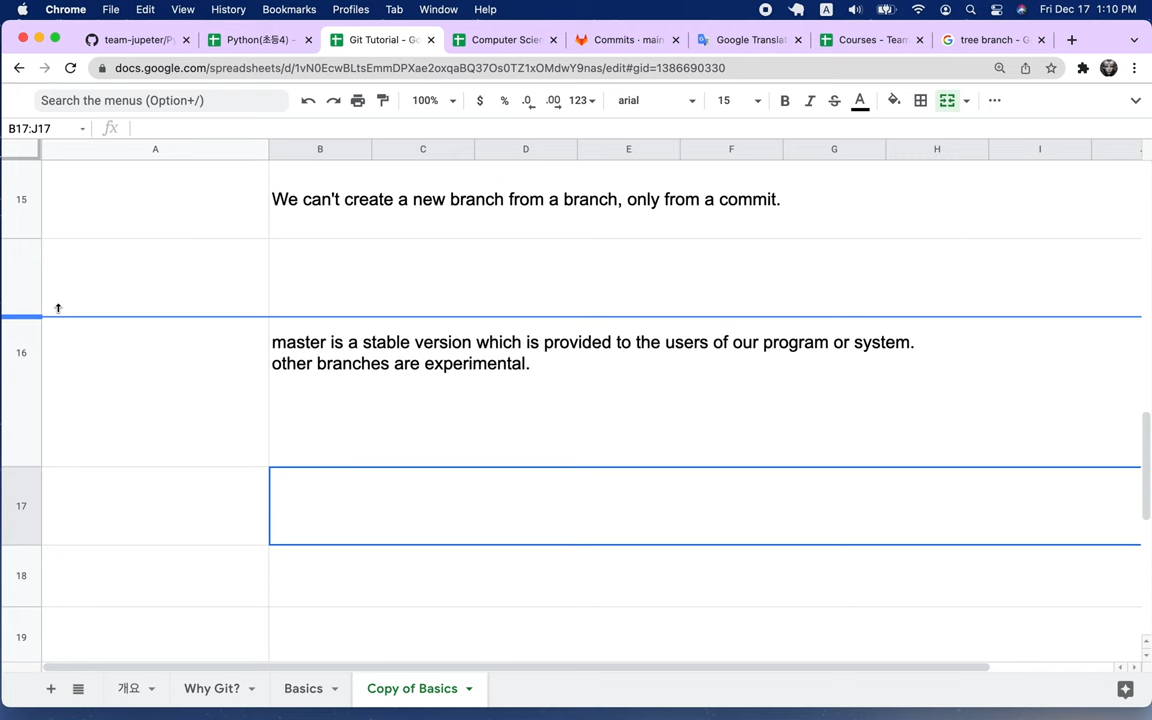 Chrome File Edit View History Bookmarks Profiles Tab Window Help A Fri Dec 17 1:10 PM
team-jupeter/Py Python(초등4) - Git Tutorial - Go Computer Scien Commits · main Google Translat Courses - Team tree branch - G
docs.google.com/spreadsheets/d/1vN0EcwBLtsEmmDPXae2oxqaBQ37Os0TZ1xOMdwY9nas/edit#gid=1386690330
Search the menus (Option+/) 100% $ % .0 .00 123 arial 15 B I S A
B17:J17 fx
A B C D E F G H I
15 We can't create a new branch from a branch, only from a commit.
16 master is a stable version which is provided to the users of our program or system.
other branches are experimental.
17
18
19
개요 Why Git? Basics Copy of Basics